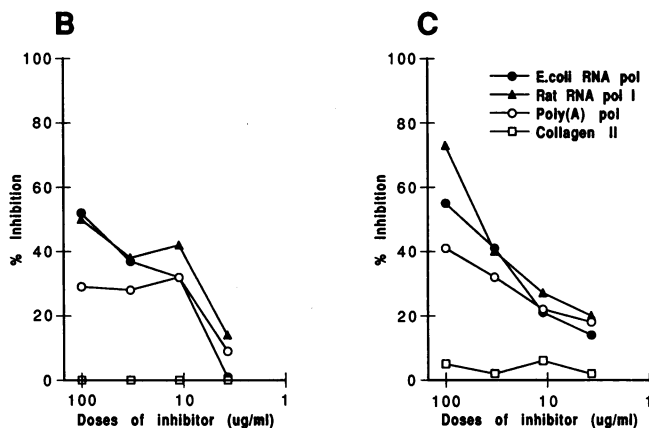 B
100
80
60
40
20
0
% Inhibition
100 10 1
Doses of inhibitor (ug/ml)
C
100
80
60
40
20
0
% Inhibition
E.coli RNA pol
Rat RNA pol I
Poly(A) pol
Collagen II
100 10 1
Doses of inhibitor (ug/ml)